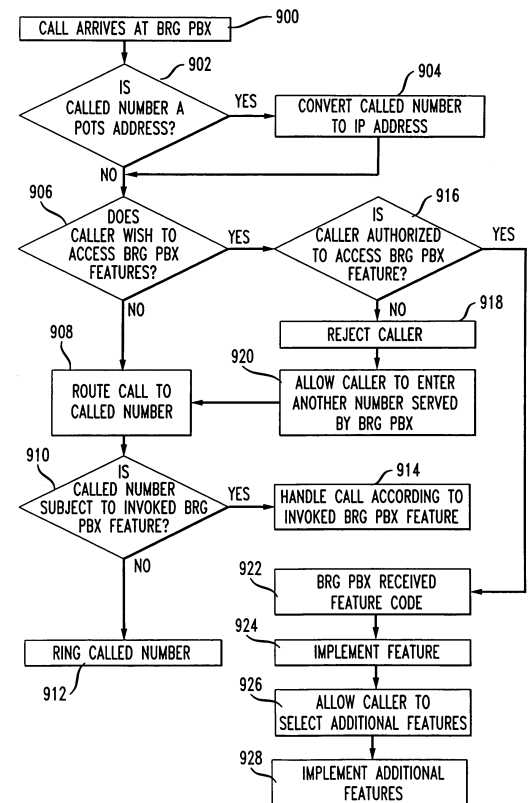 CALL ARRIVES AT BRG PBX
900
902
IS
CALLED NUMBER A
POTS ADDRESS?
YES
904
CONVERT CALLED NUMBER
TO IP ADDRESS
NO
906
DOES
CALLER WISH TO
ACCESS BRG PBX
FEATURES?
YES
916
IS
CALLER AUTHORIZED
TO ACCESS BRG PBX
FEATURE?
YES
NO
NO
918
REJECT CALLER
908
ROUTE CALL TO
CALLED NUMBER
920
ALLOW CALLER TO ENTER
ANOTHER NUMBER SERVED
BY BRG PBX
910
IS
CALLED NUMBER
SUBJECT TO INVOKED BRG
PBX FEATURE?
YES
914
HANDLE CALL ACCORDING TO
INVOKED BRG PBX FEATURE
NO
922
BRG PBX RECEIVED
FEATURE CODE
924
IMPLEMENT FEATURE
RING CALLED NUMBER
912
926
ALLOW CALLER TO
SELECT ADDITIONAL FEATURES
928
IMPLEMENT ADDITIONAL
FEATURES